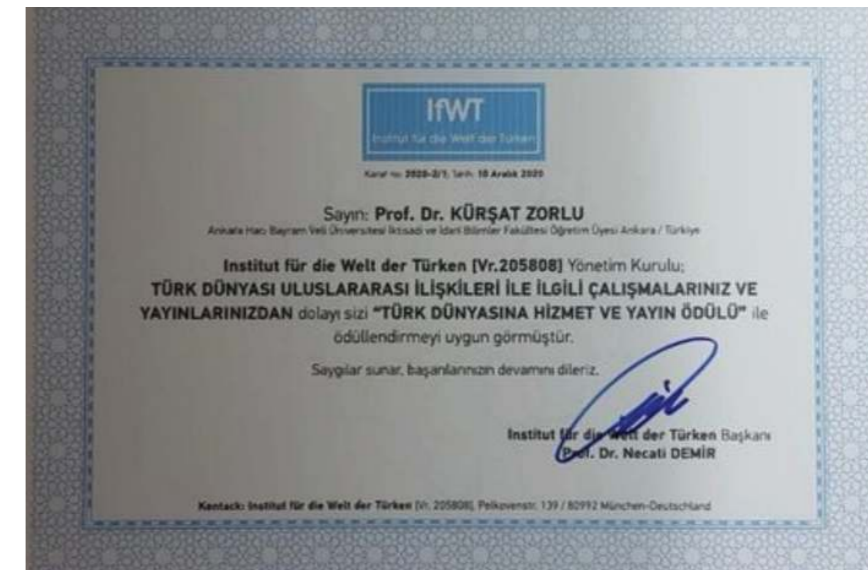 IfWT
Institut für die Welt der Türken
Karar no: 2020-2/1, Tarih: 10 Aralık 2020
Sayın: Prof. Dr. KÜRŞAT ZORLU
Ankara Hacı Bayram Veli Üniversitesi İktisadi ve İdari Bilimler Fakültesi Öğretim Üyesi Ankara / Türkiye
Institut für die Welt der Türken [Vr.205808] Yönetim Kurulu;
TÜRK DÜNYASI ULUSLARARASI İLİŞKİLERİ İLE İLGİLİ ÇALIŞMALARINIZ VE
YAYINLARINIZDAN dolayı sizi “TÜRK DÜNYASINA HİZMET VE YAYIN ÖDÜLÜ” ile
ödüllendirmeyi uygun görmüştür.
Saygılar sunar, başarılarınızın devamını dileriz.
Institut für die Welt der Türken Başkanı
Prof. Dr. Necati DEMİR
Kontack: Institut für die Welt der Türken [Vr. 205808], Pelkovenstr. 139 / 80992 München-Deutschland